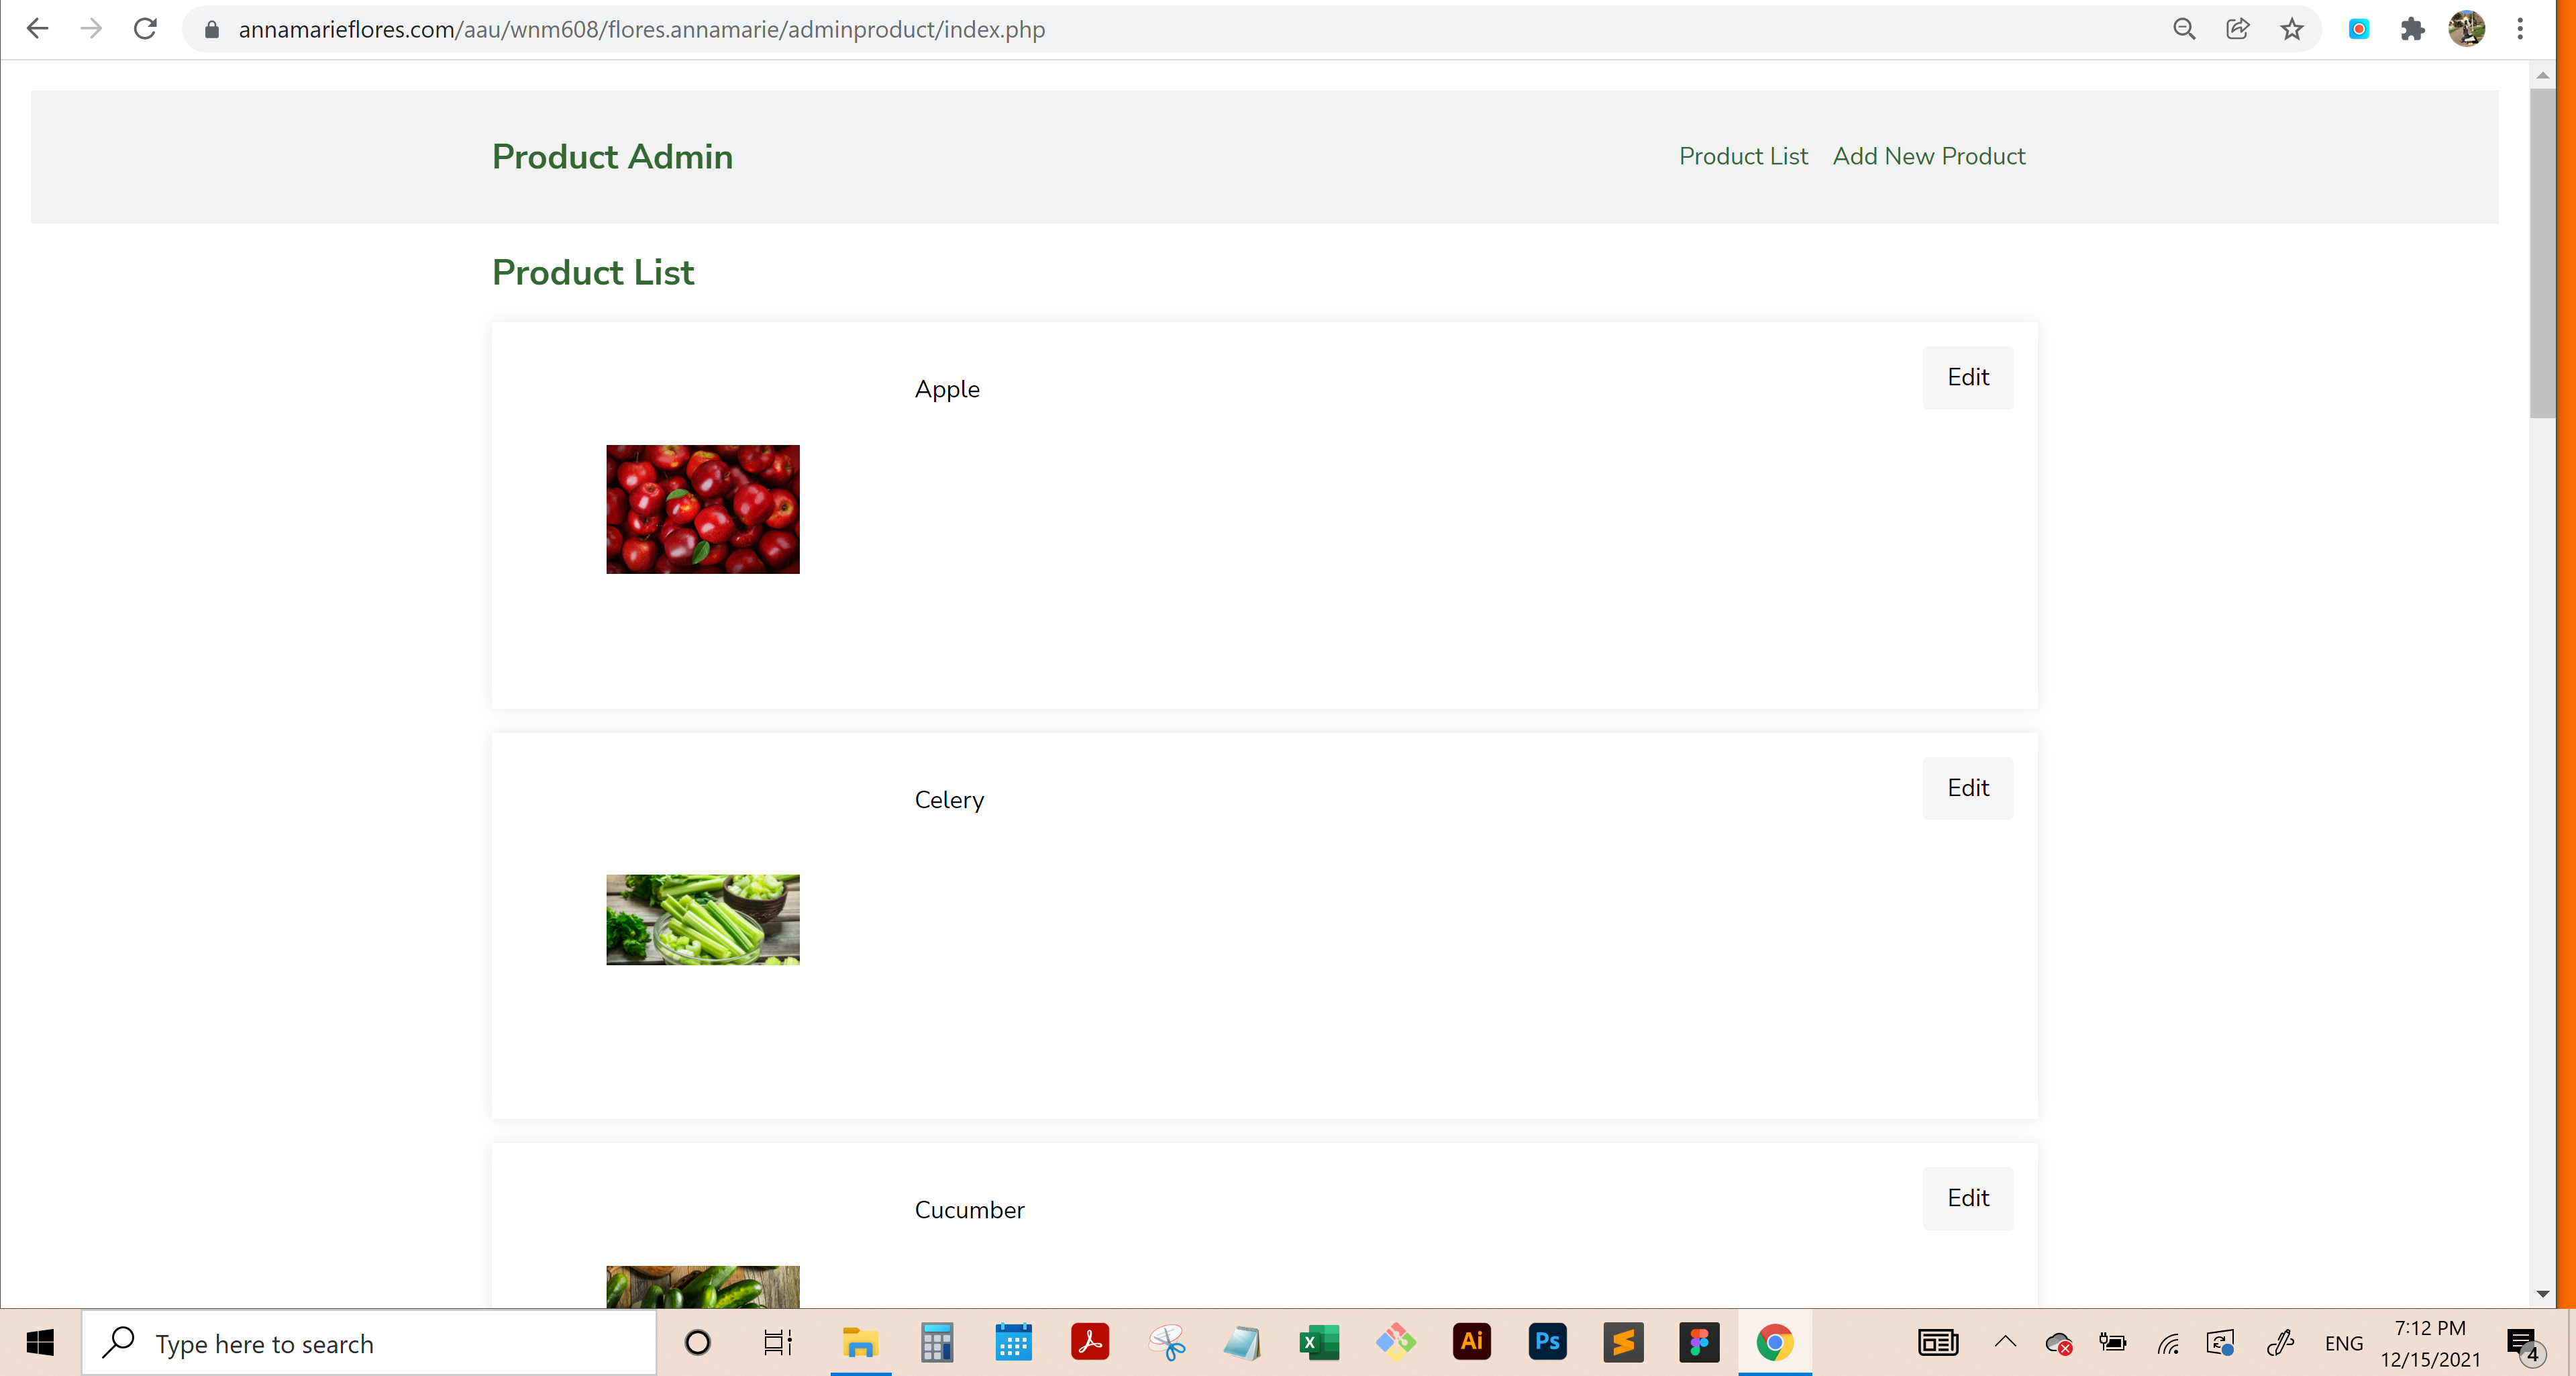 annamarieflores.com/aau/wnm608/flores.annamarie/adminproduct/index.php
Product Admin
Product List Add New Product
Product List
Apple
Edit
Celery
Edit
Cucumber
Edit
Type here to search
X
Ai
Ps
ENG
7:12 PM
12/15/2021
4